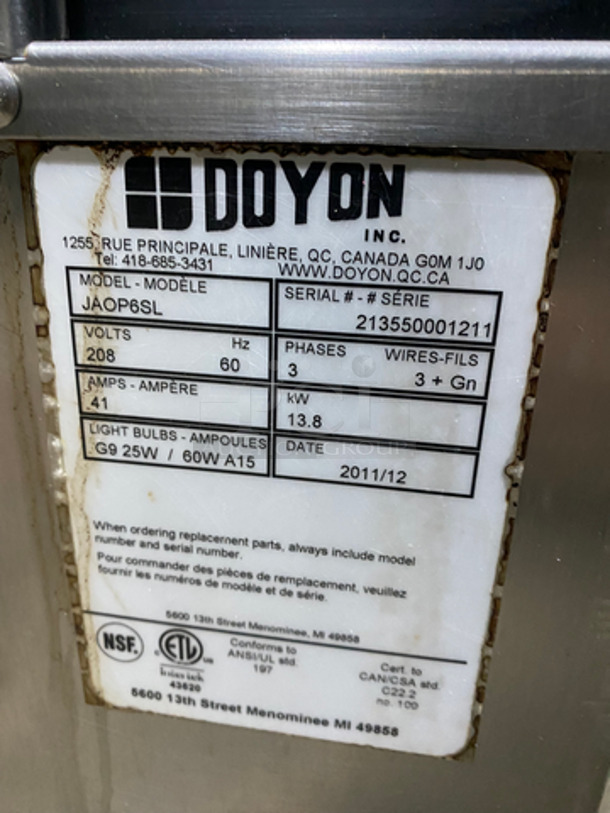 DOYON
INC.
1255, RUE PRINCIPALE, LINIÈRE, QC, CANADA G0M 1J0
Tel: 418-685-3431 WWW.DOYON.QC.CA
MODEL - MODÈLE
JAOP6SL
SERIAL # - # SÉRIE
213550001211
VOLTS Hz
208 60
PHASES WIRES-FILS
3 3 + Gn
AMPS - AMPÈRE
41
kW
13.8
LIGHT BULBS - AMPOULES
G9 25W / 60W A15
DATE
2011/12
When ordering replacement parts, always include model
number and serial number.
Pour commander des pièces de remplacement, veuillez
fournir les numéros de modèle et de série.
5600 13th Street Menominee, MI 49858
NSF.
C ETL US
Intertek
43620
Conforms to
ANSI/UL std.
197
Cert. to
CAN/CSA std.
C22.2
no. 109
5600 13th Street Menominee MI 49858